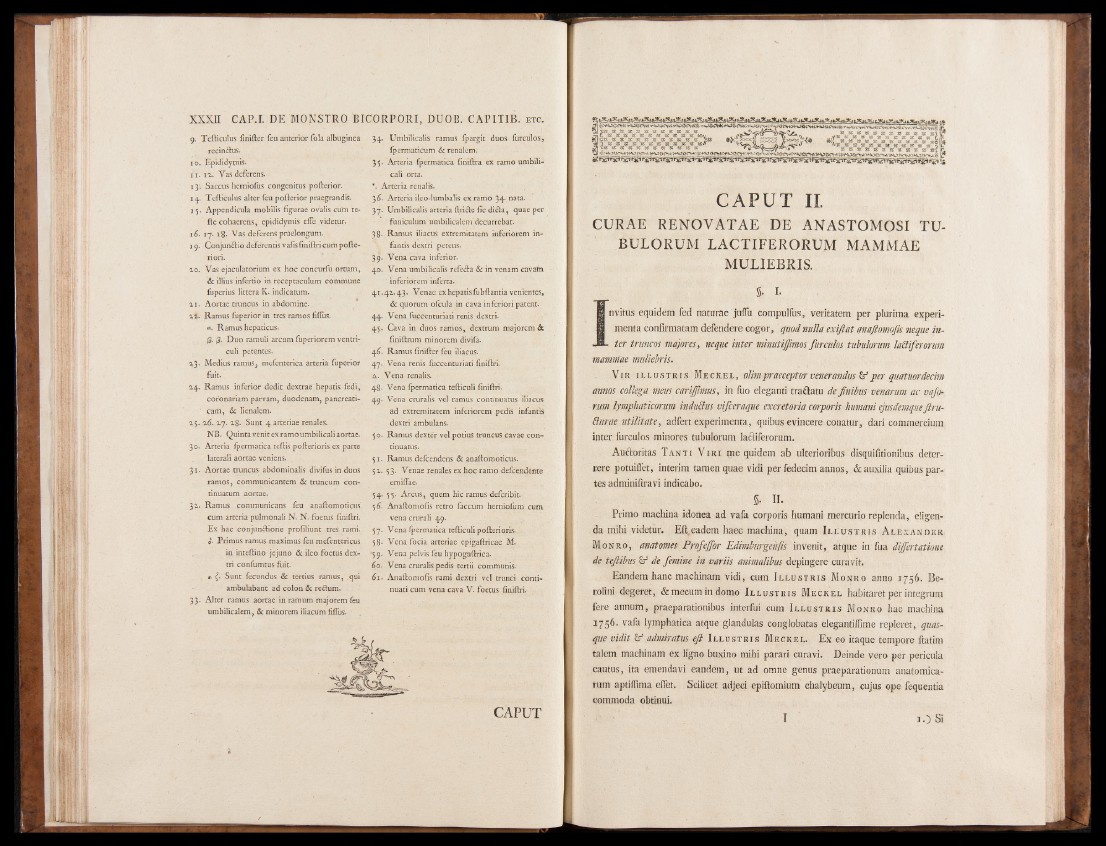 XXXII CAP.I. DE MONSTRO BICORPORI, DUOB. CAPITIB. ETC.
9. Teſticulus ſiniſter ſeu anterior ſola albuginea
recinctus.
10. Epididymis.
11. 12. Vas deferens.
13. Saccus hernioſus congenitus poſterior.
14. Teſticulus alter ſeu poſterior praegrandis.
15. Appendicula mobilis figurae ovalis cum te-
ſte cohaerens, epididymis eſſe videtur.
16. 17. 18. Vas deferens praelongum.
19. Conjunctio deferentis vaſis ſiniſtri cum poſte-
riori.
20. Vas ejaculatorium ex hoc concurſu ortum,
& illius inſertio in receptaculum commune
ſuperius littera K. indicatum.
21. Aortae truncus in abdomine.
22. Ramus ſuperior in tres ramos fiſſus.
α. Ramus hepaticus.
β. β. Duo ramuli arcum ſuperiorem ventri-
culi petentes.
23. Medius ramus, meſenterica arteria ſuperior
fuit.
24. Ramus inferior dedit dextrae hepatis ſedi,
coronariam parvam, duodenam, pancreati-
cam, & lienalem.
25. 26. 27. 28. Sunt 4 arteriae renales.
NB. Quinta venit ex ramo umbilicali aortae.
30. Arteria ſpermatica teſtis poſterioris ex parte
laterali aortae veniens.
31. Aortae truncus abdominalis diviſus in duos
ramos, communicantem & truncum con-
tinuatum aortae.
32. Ramus communicans ſeu anaſtomoticus
cum arteria pulmonali N. N. foetus ſiniſtri.
Ex hac conjunctione proſiliunt tres rami.
δ. Primus ramus maximus ſeu meſentericus
in inteſtino jejuno & ileo foetus dex-
tri conſumtus fuit.
ε ζ. Sunt ſecundus & tertius ramus, qui
ambulabant ad colon & rectum.
33. Alter ramus aortae in ramum majorem ſeu
umbilicalem, & minorem iliacum fiſſus.
34. Umbilicalis ramus ſpargit duos ſurculos,
ſpermaticum & renalem.
35. Arteria ſpermatica ſiniſtra ex ramo umbili-
cali orta.
*. Arteria renalis.
36. Arteria ileo-lumbalis ex ramo 34. nata.
37. Umbilicalis arteria ſtricte ſic dicta, quae per
funiculum umbilicalem decurrebat.
38. Ramus iliacus extremitatem inferiorem in-
fantis dextri petens.
39. Vena cava inferior.
40. Vena umbilicalis reſecta & in venam cavam
inferiorem inſerta.
41. 42. 43. Venae ex hepatis ſubſtantia venientes,
& quorum oſcula in cava inferiori patent.
44. Vena ſuccenturiati renis dextri.
45. Cava in duos ramos, dextrum majorem &
ſiniſtrum minorem diviſa.
46. Ramus ſiniſter ſeu iliacus.
47. Vena renis ſuccenturiati ſiniſtri.
a. Vena renalis.
48. Vena ſpermatica teſticuli ſiniſtri.
49. Vena cruralis vel ramus continuatus iliacus
ad extremitatem inferiorem pedis infantis
dextri ambulans.
50. Ramus dexter vel potius truncus cavae con-
tinuatus.
51. Ramus deſcendens & anaſtomoticus.
52. 53. Venae renales ex hoc ramo deſcendente
emiſſae.
54. 55. Arcus, quem hic ramus deſcribit.
56. Anaſtomoſis retro ſaccum hernioſum cum
vena crurali 49.
57. Vena ſpermatica teſticuli poſterioris.
58. Vena ſocia arteriae epigaſtricae M.
59. Vena pelvis ſeu hypogaſtrica.
60. Vena cruralis pedis tertii communis.
61. Anaſtomoſis rami dextri vel trunci conti-
nuati cum vena cava V. foetus ſiniſtri.
CAPUT
CAPUT II.
CURAE RENOVATAE DE ANASTOMOSI TU-
BULORUM LACTIFERORUM MAMMAE
MULIEBRIS.
§. I.
Invitus equidem ſed naturae juſſu compulſus, veritatem per plurima experi-
menta confirmatam defendere cogor, quod nulla exiſtat anaſtomoſis neque in-
ter truncos majores, neque inter minutiſſimos ſurculos tubulorum lactiferorum
mammae muliebris.
VIR ILLUSTRIS MECKEL, olim praeceptor venerandus & per quatuordecim
annos collega meus cariſſimus, in ſuo eleganti tractatu de finibus venarum ac vaſo-
rum lymphaticorum in ductus viſceraque excretoria corporis humani ejusdemque ſtru-
cturae utilitate, adfert experimenta, quibus evincere conatur, dari commercium
inter ſurculos minores tubulorum lactiferorum.
Auctoritas TANTI VIRI me quidem ab ulterioribus disquiſitionibus deter-
rere potuiſſet, interim tamen quae vidi per ſedecim annos, & auxilia quibus par-
tes adminiſtravi indicabo.
§. II.
Primo machina idonea ad vaſa corporis humani mercurio replenda, eligen-
da mihi videtur. Eſt eadem haec machina, quam ILLUSTRIS ALEXANDER
MONRO, anatomes Profeſſor Edimburgenſis invenit, atque in ſua diſſertatione
de teſtibus & de ſemine in variis animalibus depingere curavit.
Eandem hanc machinam vidi, cum ILLUSTRIS MONRO anno 1756. Be-
rolini degeret, & mecum in domo ILLUSTRIS MECKEL habitaret per integrum
fere annum, praeparationibus interfui cum ILLUSTRIS MONRO hac machina
1756. vaſa lymphatica atque glandulas conglobatas elegantiſſime repleret, quas-
que vidit & admiratus eſt ILLUSTRIS MECKEL. Ex eo itaque tempore ſtatim
talem machinam ex ligno buxino mihi parari curavi. Deinde vero per pericula
cautus, ita emendavi eandem, ut ad omne genus praeparationum anatomica-
rum aptiſſima eſſet. Scilicet adjeci epiſtomium chalybeum, cujus ope ſequentia
commoda obtinui.
I
1.) Si